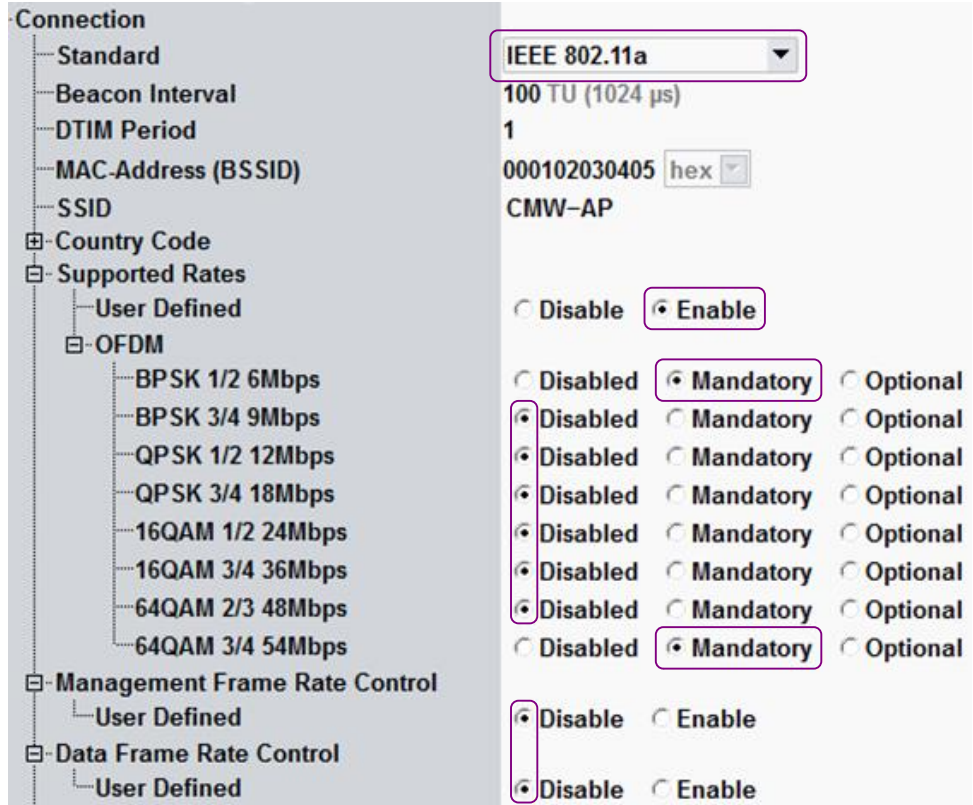 Connection
Standard IEEE 802.11a
Beacon Interval 100 TU (1024 µs)
DTIM Period 1
MAC-Address (BSSID) 000102030405 hex
SSID CMW-AP
Country Code
Supported Rates
User Defined Disable Enable
OFDM
BPSK 1/2 6Mbps Disabled Mandatory Optional
BPSK 3/4 9Mbps Disabled Mandatory Optional
QPSK 1/2 12Mbps Disabled Mandatory Optional
QPSK 3/4 18Mbps Disabled Mandatory Optional
16QAM 1/2 24Mbps Disabled Mandatory Optional
16QAM 3/4 36Mbps Disabled Mandatory Optional
64QAM 2/3 48Mbps Disabled Mandatory Optional
64QAM 3/4 54Mbps Disabled Mandatory Optional
Management Frame Rate Control
User Defined Disable Enable
Data Frame Rate Control
User Defined Disable Enable